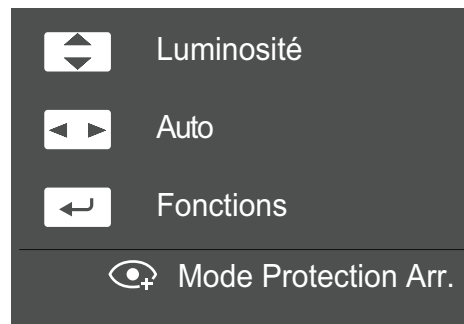 Luminosité
Auto
Fonctions
Mode Protection Arr.